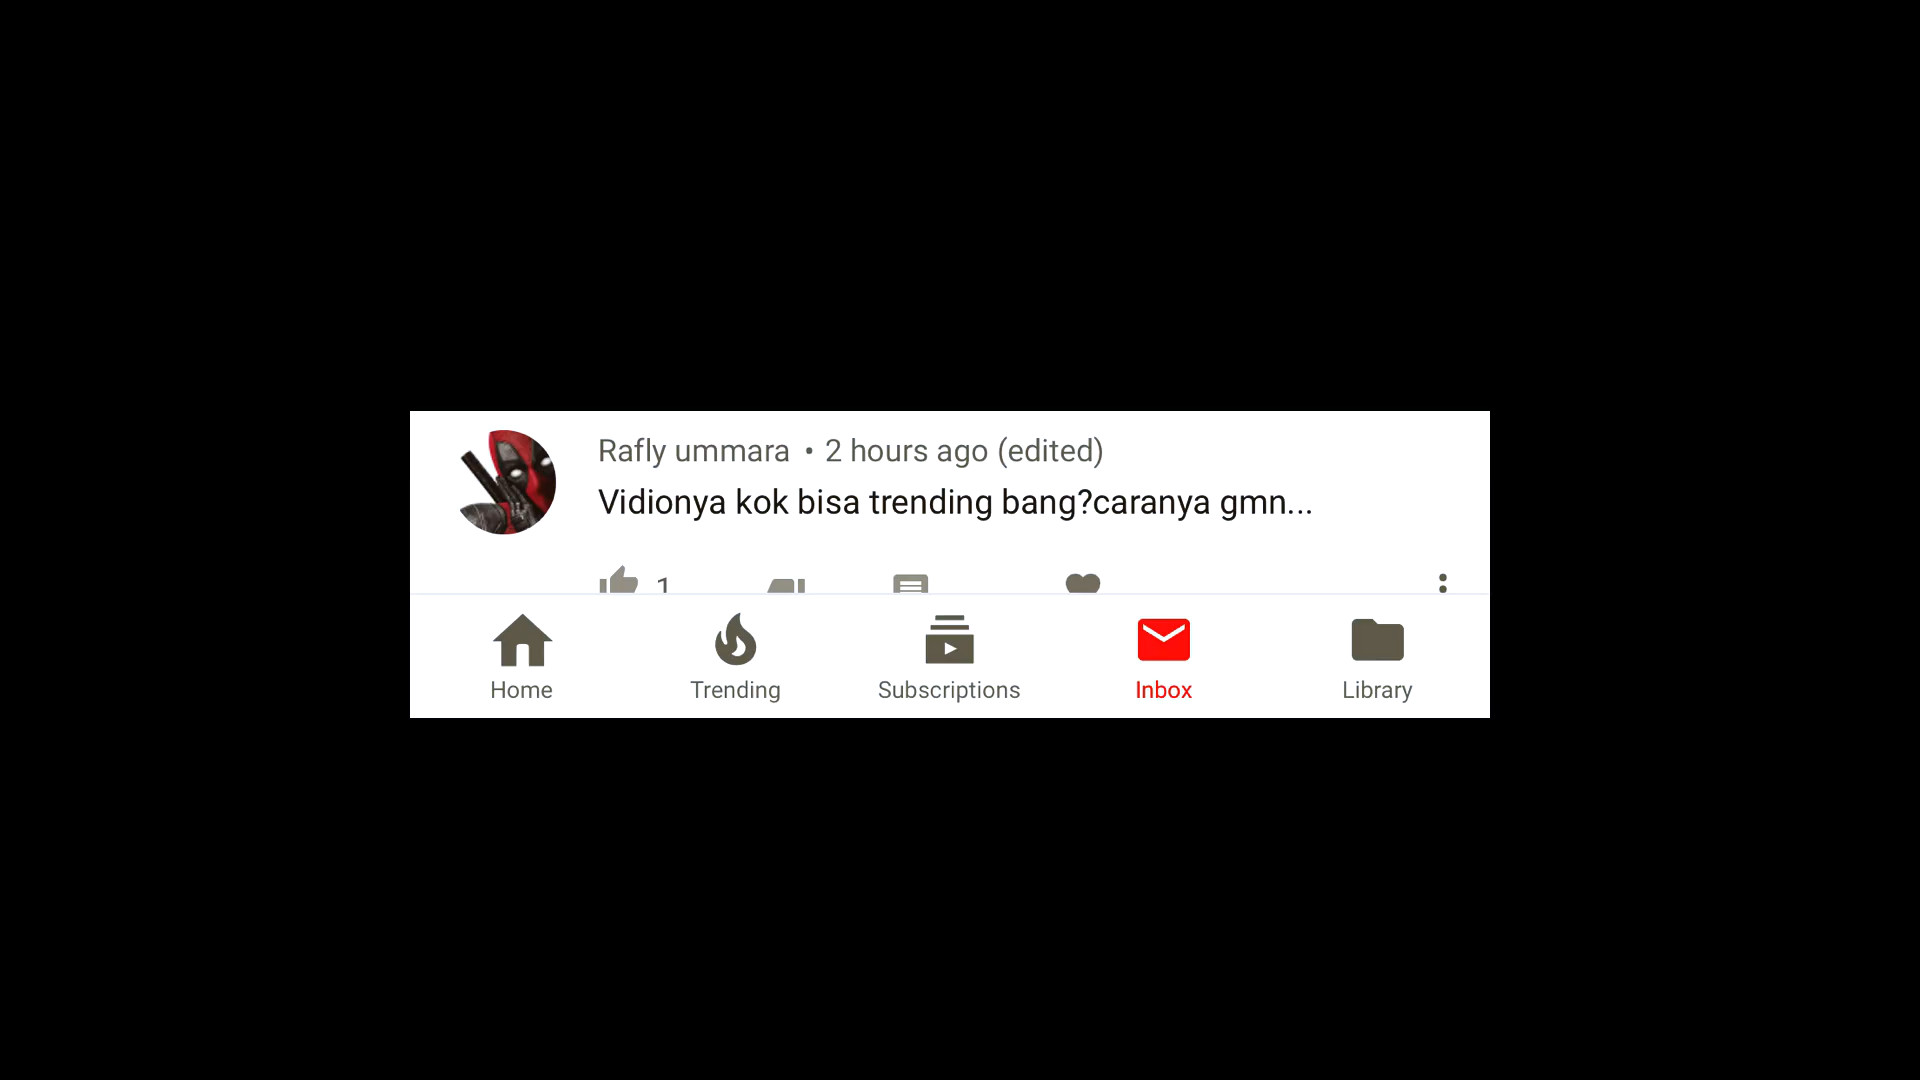 Rafly ummara • 2 hours ago (edited)
Vidionya kok bisa trending bang?caranya gmn...
1
Home Trending Subscriptions Inbox Library